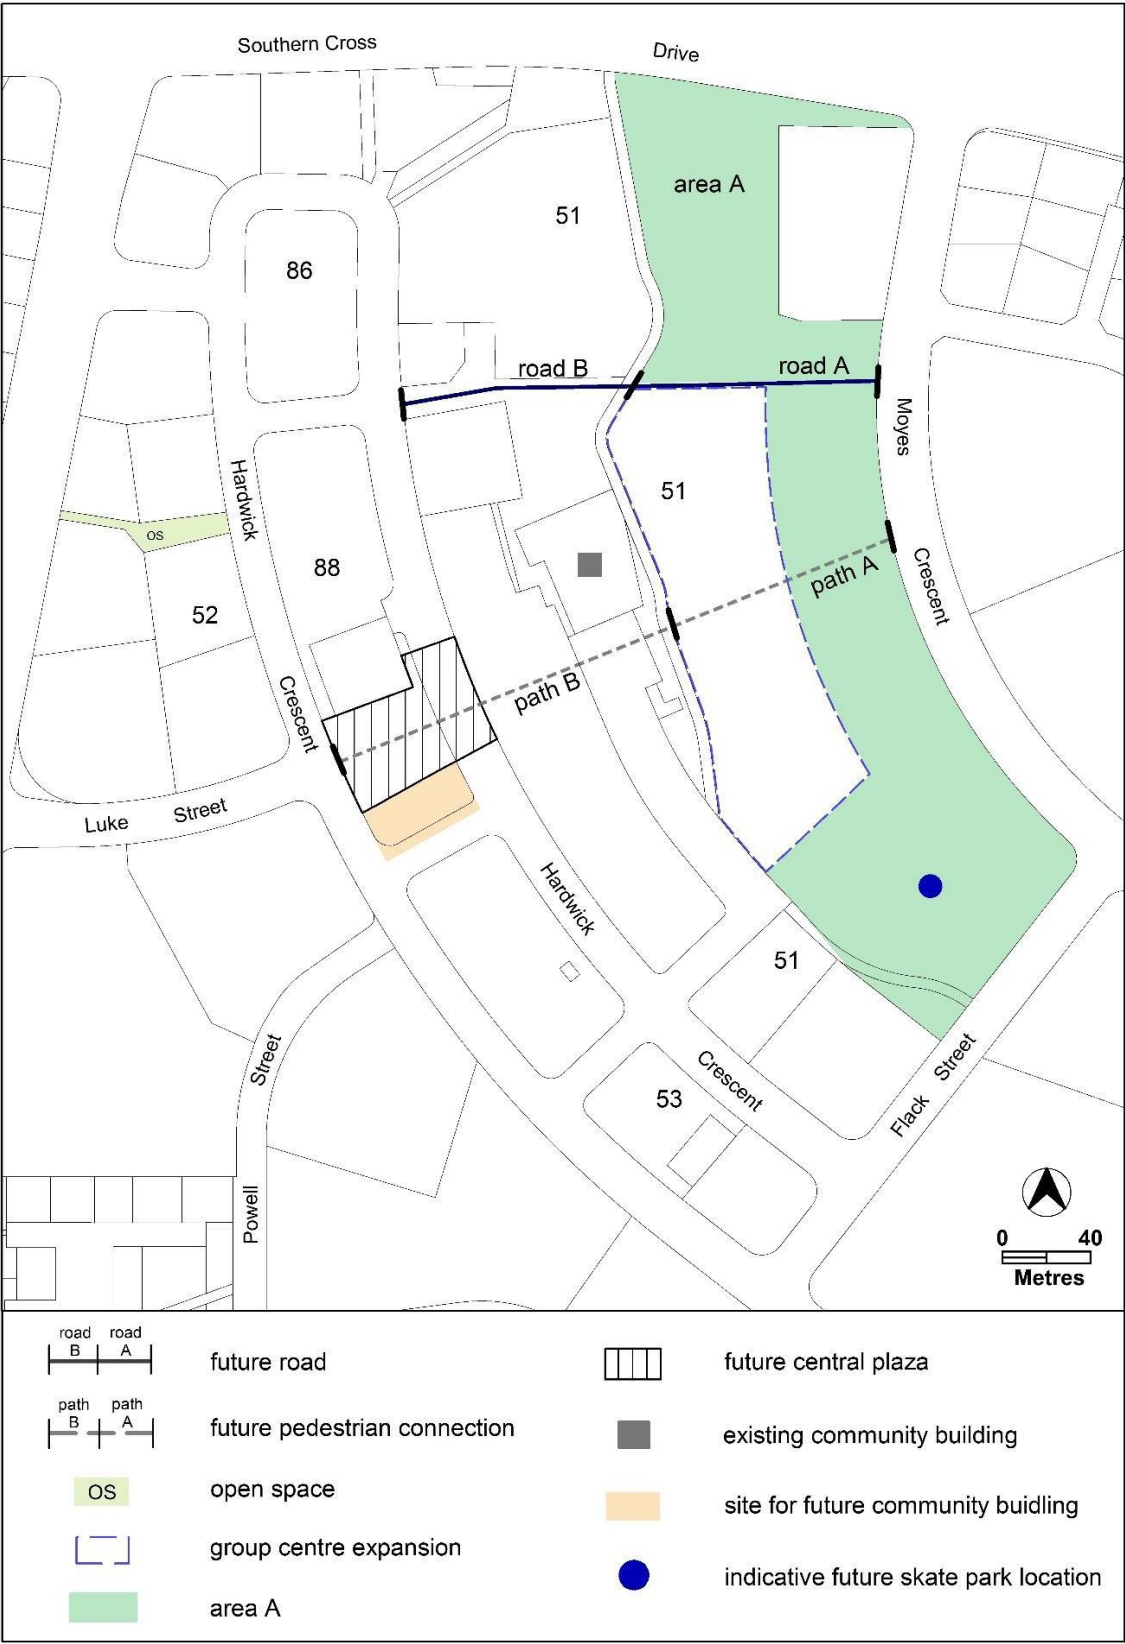 Southern Cross
Drive
area A
51
86
road B
road A
Moyes
Hardwick
51
OS
88
path A
Crescent
52
Crescent
path B
Luke
Street
Hardwick
51
Street
Crescent
Street
53
Flack
Powell
0 40
Metres
road road
B A
future road
path path
B A
future pedestrian connection
OS
open space
group centre expansion
area A
future central plaza
existing community building
site for future community buidling
indicative future skate park location